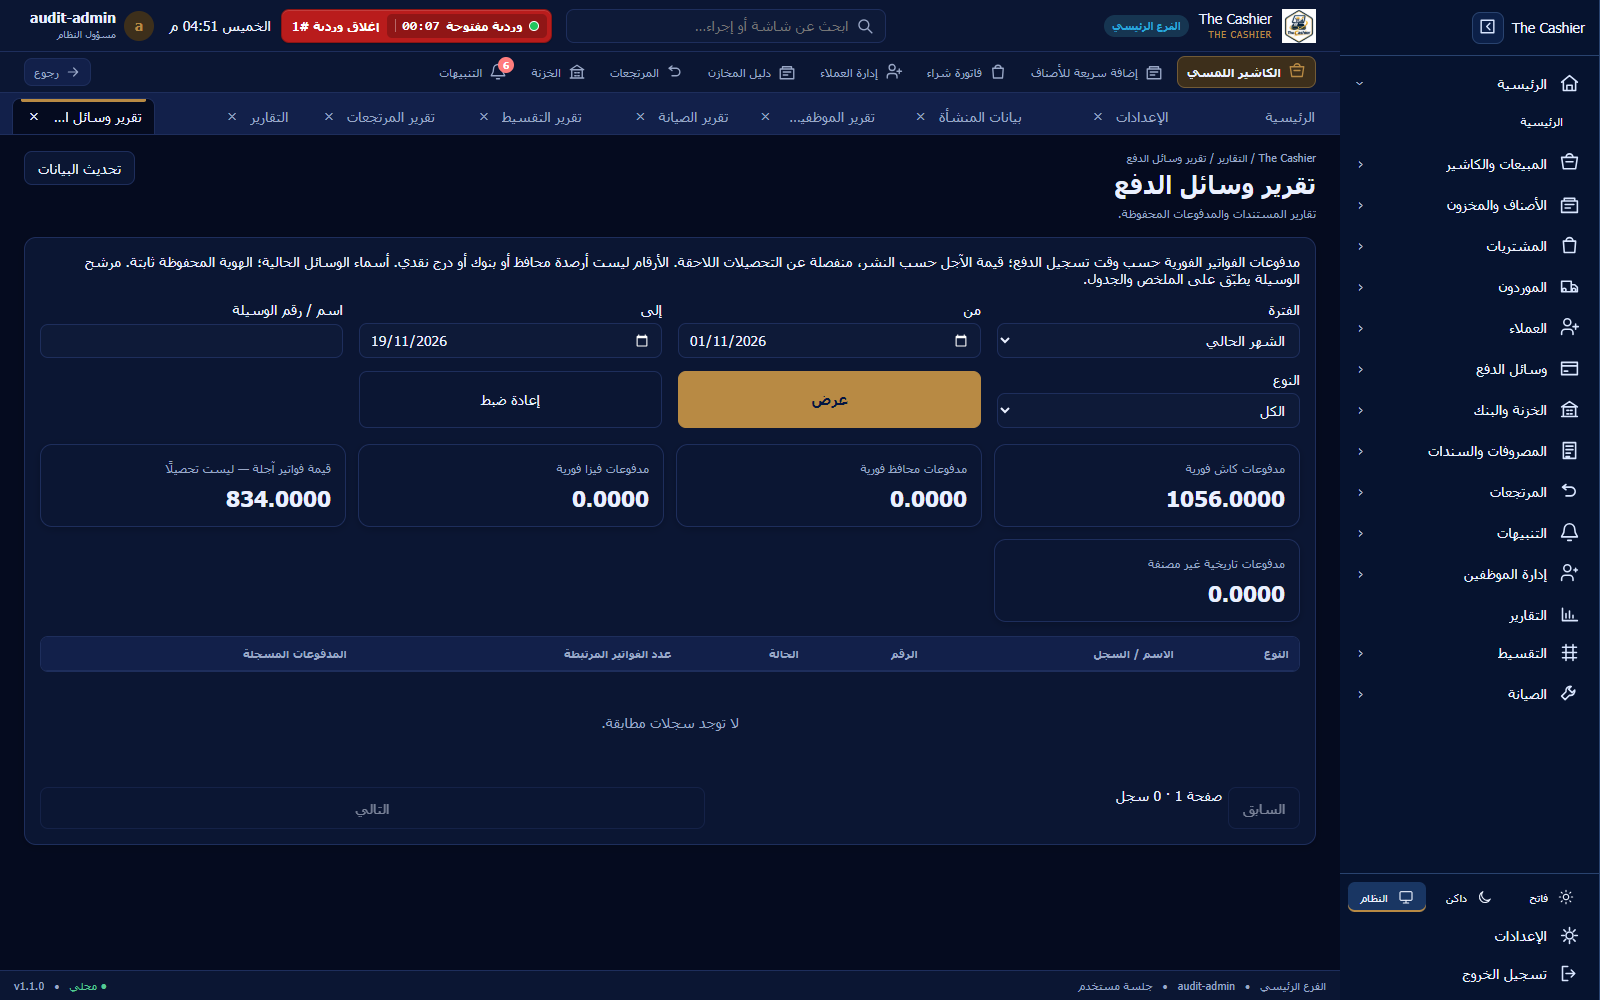 The Cashier
الرئيسية
الرئيسية
المبيعات والكاشير
الأصناف والمخزون
المشتريات
الموردون
العملاء
وسائل الدفع
الخزنة والبنك
المصروفات والسندات
المرتجعات
التنبيهات
إدارة الموظفين
التقارير
التقسيط
الصيانة
فاتح
داكن
النظام
الإعدادات
تسجيل الخروج
The Cashier
THE CASHIER
الفرع الرئيسي
ابحث عن شاشة أو إجراء...
وردية مفتوحة 00:07 | إغلاق وردية #1
الخميس 04:51 م
a
audit-admin
مسؤول النظام
الكاشير اللمسي
إضافة سريعة للأصناف
فاتورة شراء
إدارة العملاء
دليل المخازن
المرتجعات
الخزنة
التنبيهات
6
رجوع
الرئيسية
الإعدادات ×
بيانات المنشأة ×
تقرير الموظفي... ×
تقرير الصيانة ×
تقرير التقسيط ×
تقرير المرتجعات ×
التقارير ×
تقرير وسائل ا... ×
The Cashier / التقارير / تقرير وسائل الدفع
تقرير وسائل الدفع
تقارير المستندات والمدفوعات المحفوظة.
تحديث البيانات
مدفوعات الفواتير الفورية حسب وقت تسجيل الدفع؛ قيمة الآجل حسب النشر، منفصلة عن التحصيلات اللاحقة. الأرقام ليست أرصدة محافظ أو بنوك أو درج نقدي. أسماء الوسائل الحالية؛ الهوية المحفوظة ثابتة. مرشح
الوسيلة يطبّق على الملخص والجدول.
الفترة
الشهر الحالي
من
01/11/2026
إلى
19/11/2026
اسم / رقم الوسيلة
النوع
الكل
عرض
إعادة ضبط
مدفوعات كاش فورية
1056.0000
مدفوعات محافظ فورية
0.0000
مدفوعات فيزا فورية
0.0000
قيمة فواتير آجلة — ليست تحصيلًا
834.0000
مدفوعات تاريخية غير مصنفة
0.0000
النوع
الاسم / السجل
الرقم
الحالة
عدد الفواتير المرتبطة
المدفوعات المسجلة
لا توجد سجلات مطابقة.
السابق
صفحة 1 · 0 سجل
التالي
الفرع الرئيسي • audit-admin • جلسة مستخدم
محلي • v1.1.0